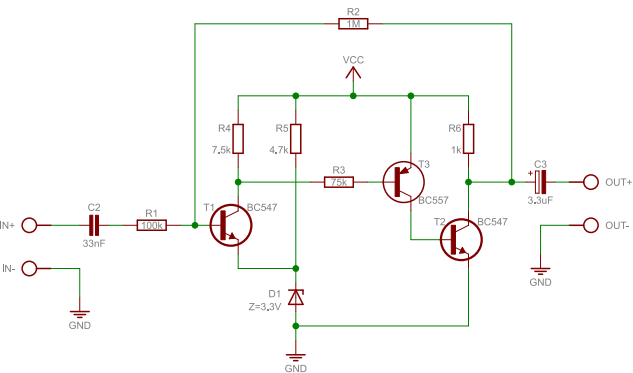 R2
1M
VCC
R4
7.5k
R5
4.7k
R6
1k
R3
75k
T3
BC557
C3
+
3.3uF
OUT+
OUT-
IN+
C2
33nF
R1
100k
T1
BC547
T2
BC547
IN-
GND
D1
Z=3.3V
GND
GND